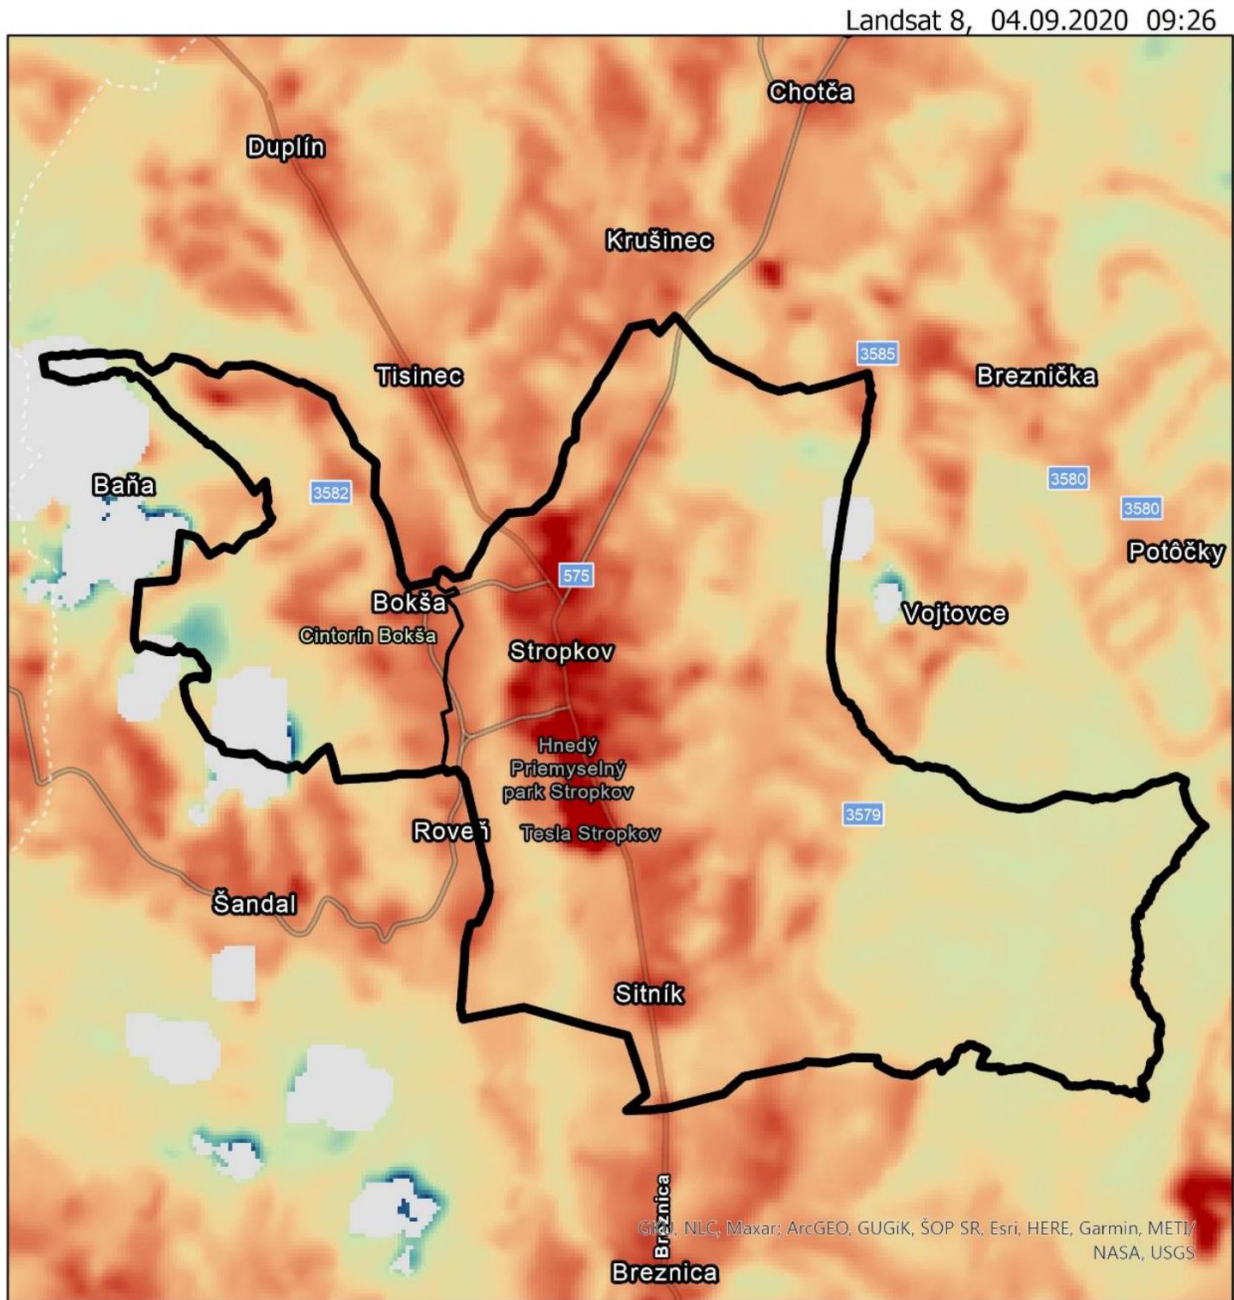 Landsat 8, 04.09.2020 09:26
Chotča
Duplín
Krušinec
3585
Tisinec
Breznička
Baňa
3582
3580
3580
Potôčky
575
Bokša
Vojtovce
Cintorín Bokša
Stropkov
Hnedý
Priemyselný
park Stropkov
3579
Roveň
Tesla Stropkov
Šandal
Sitník
Breznica
GKÚ, NLC, Maxar; ArcGEO, GUGiK, ŠOP SR, Esri, HERE, Garmin, METI/
NASA, USGS
Breznica